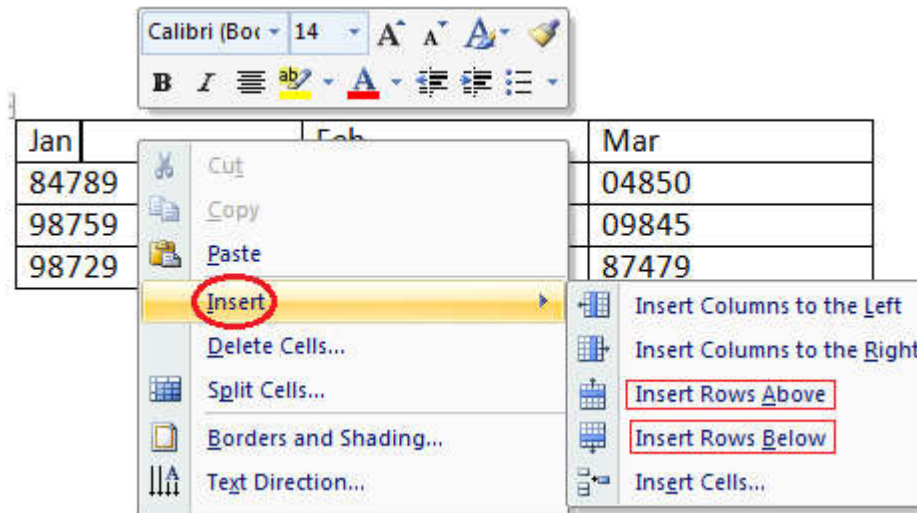 Calibri (Boc 14 A A A
B I ab A
Jan Feb Mar
84789 04850
98759 09845
98729 87479
Cut
Copy
Paste
Insert
Delete Cells...
Split Cells...
Borders and Shading...
Text Direction...
Insert Columns to the Left
Insert Columns to the Right
Insert Rows Above
Insert Rows Below
Insert Cells...